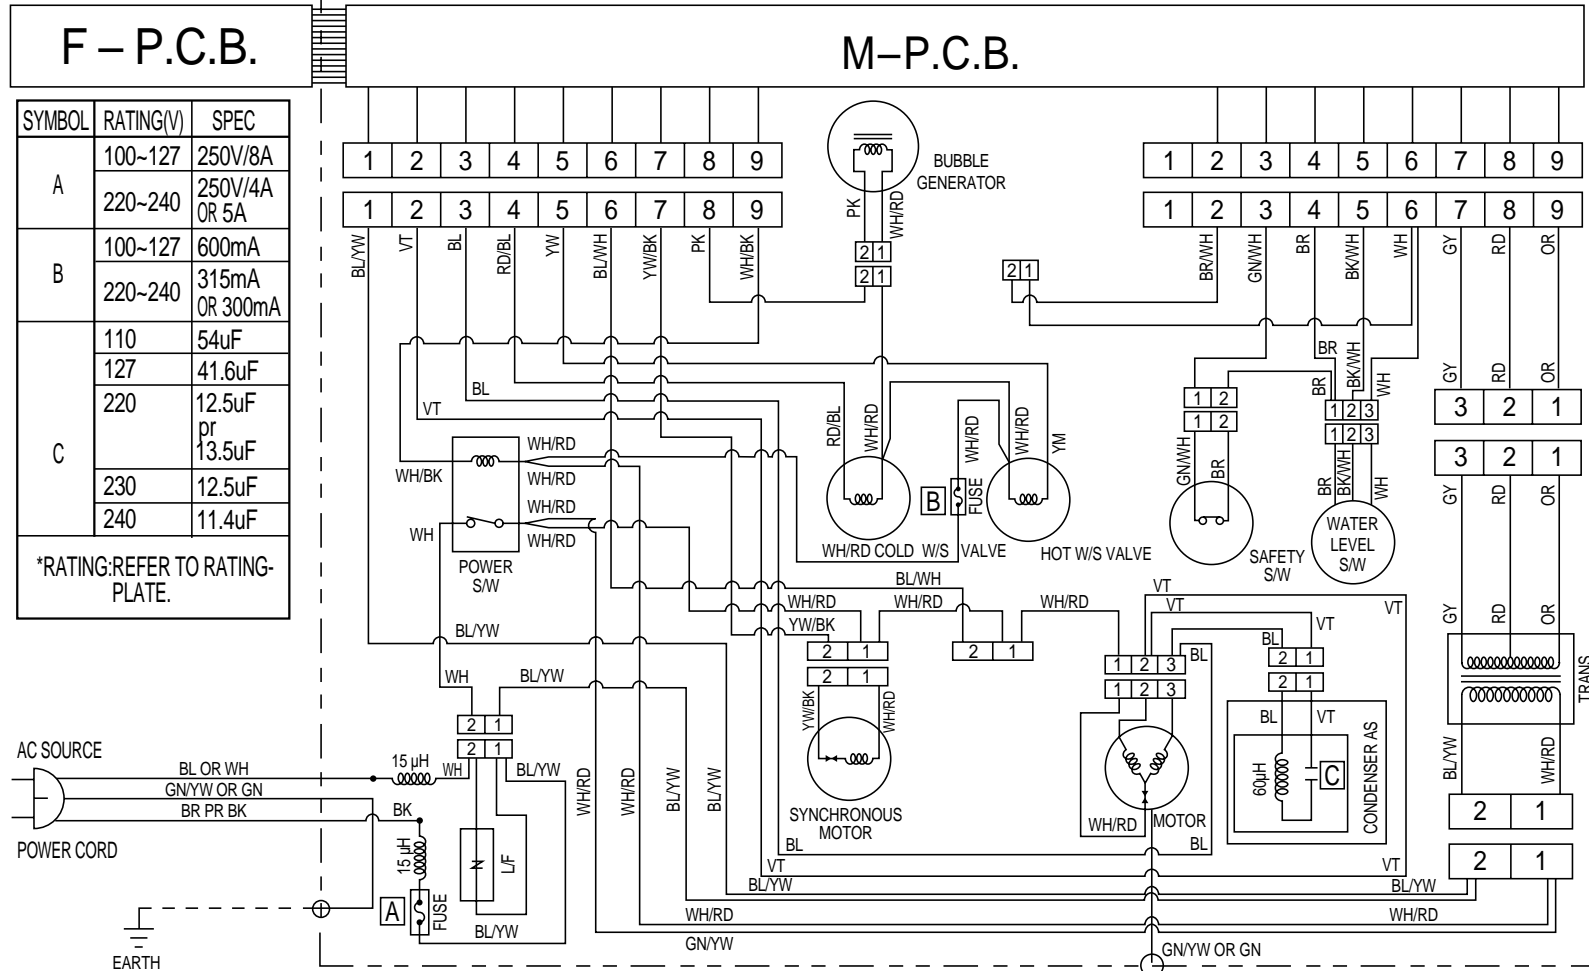 F – P.C.B.
M–P.C.B.
SYMBOL RATING(V) SPEC
A 100~127 250V/8A
220~240 250V/4A
OR 5A
B 100~127 600mA
220~240 315mA
OR 300mA
C 110 54uF
127 41.6uF
220 12.5uF
pr
13.5uF
230 12.5uF
240 11.4uF
*RATING:REFER TO RATING-
PLATE.
1 2 3 4 5 6 7 8 9
1 2 3 4 5 6 7 8 9
BL/YW VT BL RD/BL YW BL/WH YW/BK PK WH/BK
BUBBLE
GENERATOR
PK WH/RD
2 1
2 1
1 2 3 4 5 6 7 8 9
1 2 3 4 5 6 7 8 9
BR/WH GN/WH BR BK/WH WH GY RD OR
2 1
BR BK/WH
BR WH
GY RD OR
1 2
1 2
1 2 3
1 2 3
3 2 1
3 2 1
BL
VT
RD/BL WH/RD WH/RD WH/RD YM
WH/BK
WH/RD
WH/RD
WH/RD
WH/RD
WH
POWER
S/W
B FUSE
WH/RD COLD W/S VALVE
HOT W/S VALVE
GN/WH BR
SAFETY
S/W
BR BK/WH WH
WATER
LEVEL
S/W
GY RD OR
GY RD OR
TRANS
BL/YW WH/RD
2 1
2 1
BL/WH
WH/RD WH/RD WH/RD
YW/BK
BL/YW
2 1
2 1
2 1
YW/BK WH/RD
SYNCHRONOUS
MOTOR
VT
VT
VT
VT
BL
BL
1 2 3
1 2 3
2 1
2 1
BL VT
60µH
C
CONDENSER AS
WH/RD
MOTOR
BL
BL
VT
VT
BL/YW
BL/YW
WH/RD
WH/RD
GN/YW
GN/YW OR GN
WH
BL/YW
2 1
2 1
WH
BL/YW
WH/RD WH/RD BL/YW BL/YW
AC SOURCE
BL OR WH
GN/YW OR GN
BR PR BK
BK
POWER CORD
15 µH
15 µH
N
L/F
A FUSE
BL/YW
EARTH